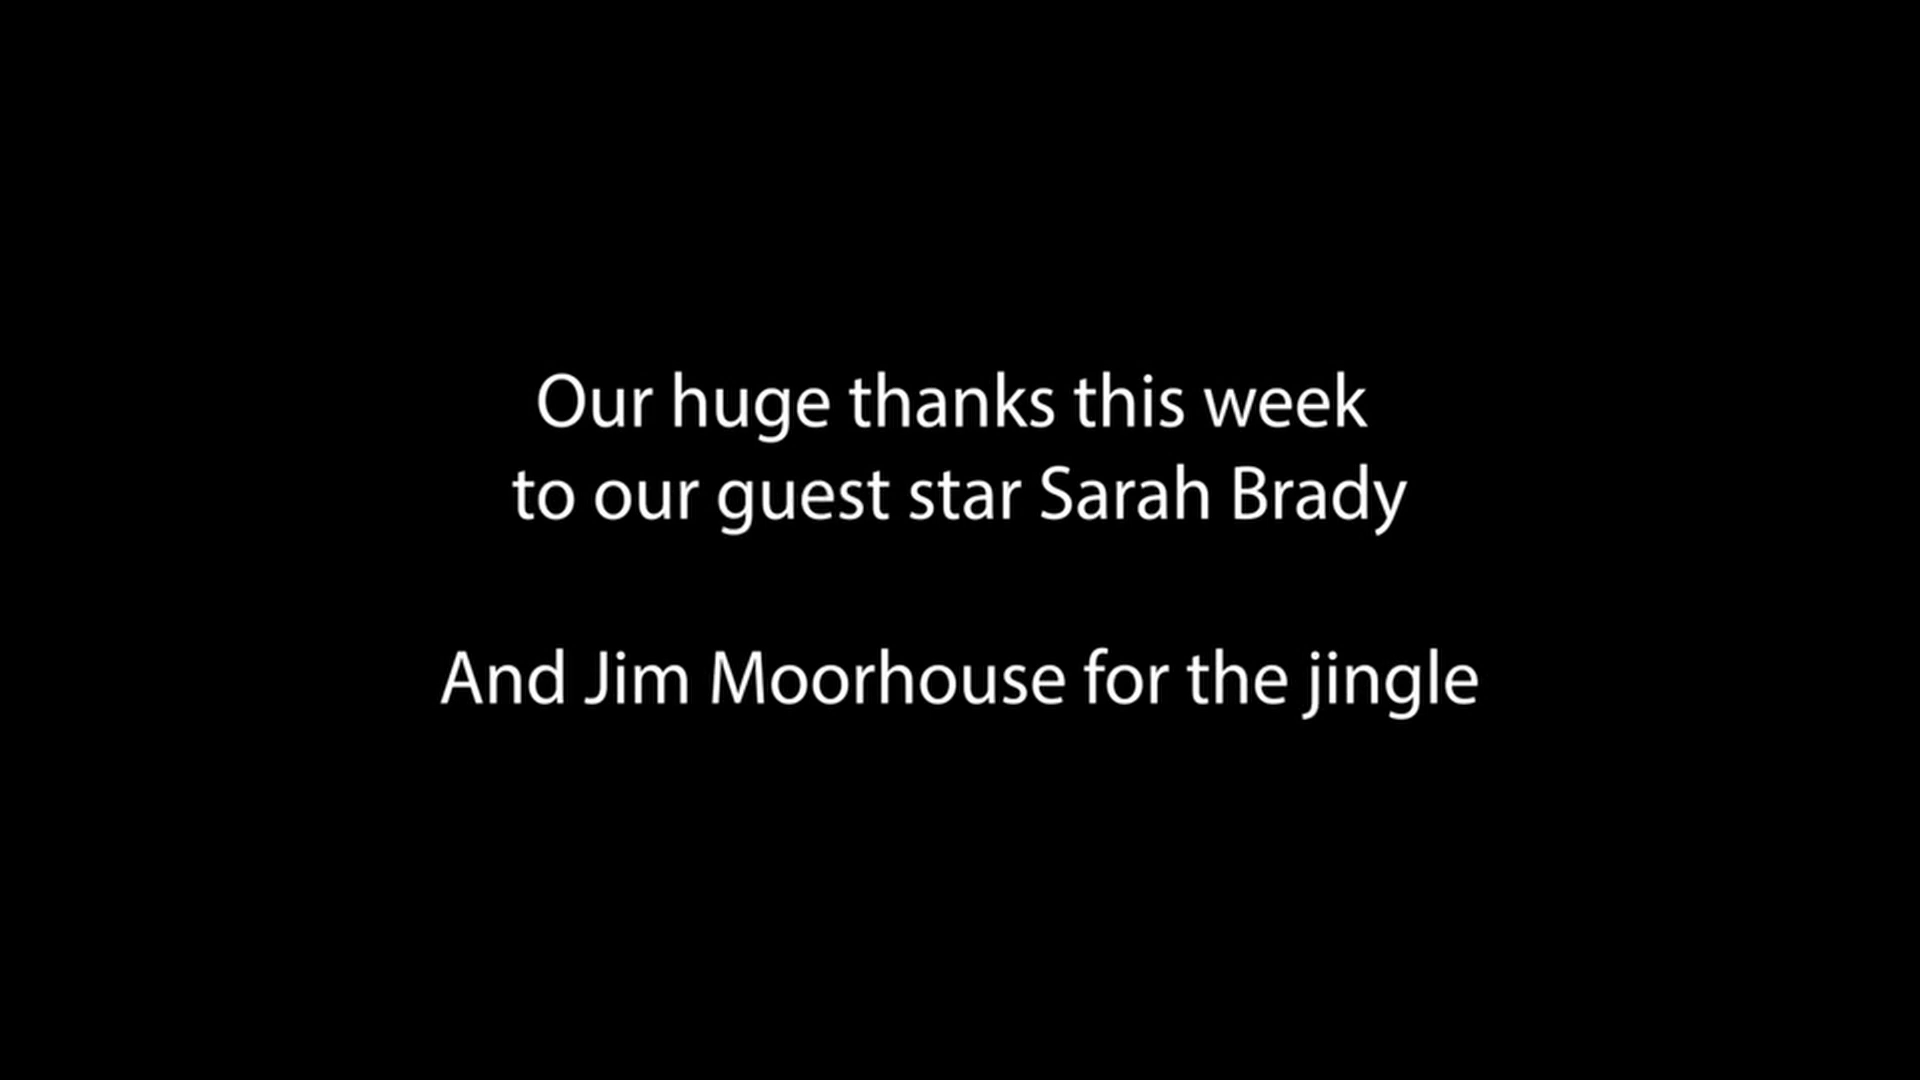 Our huge thanks this week
to our guest star Sarah Brady
And Jim Moorhouse for the jingle